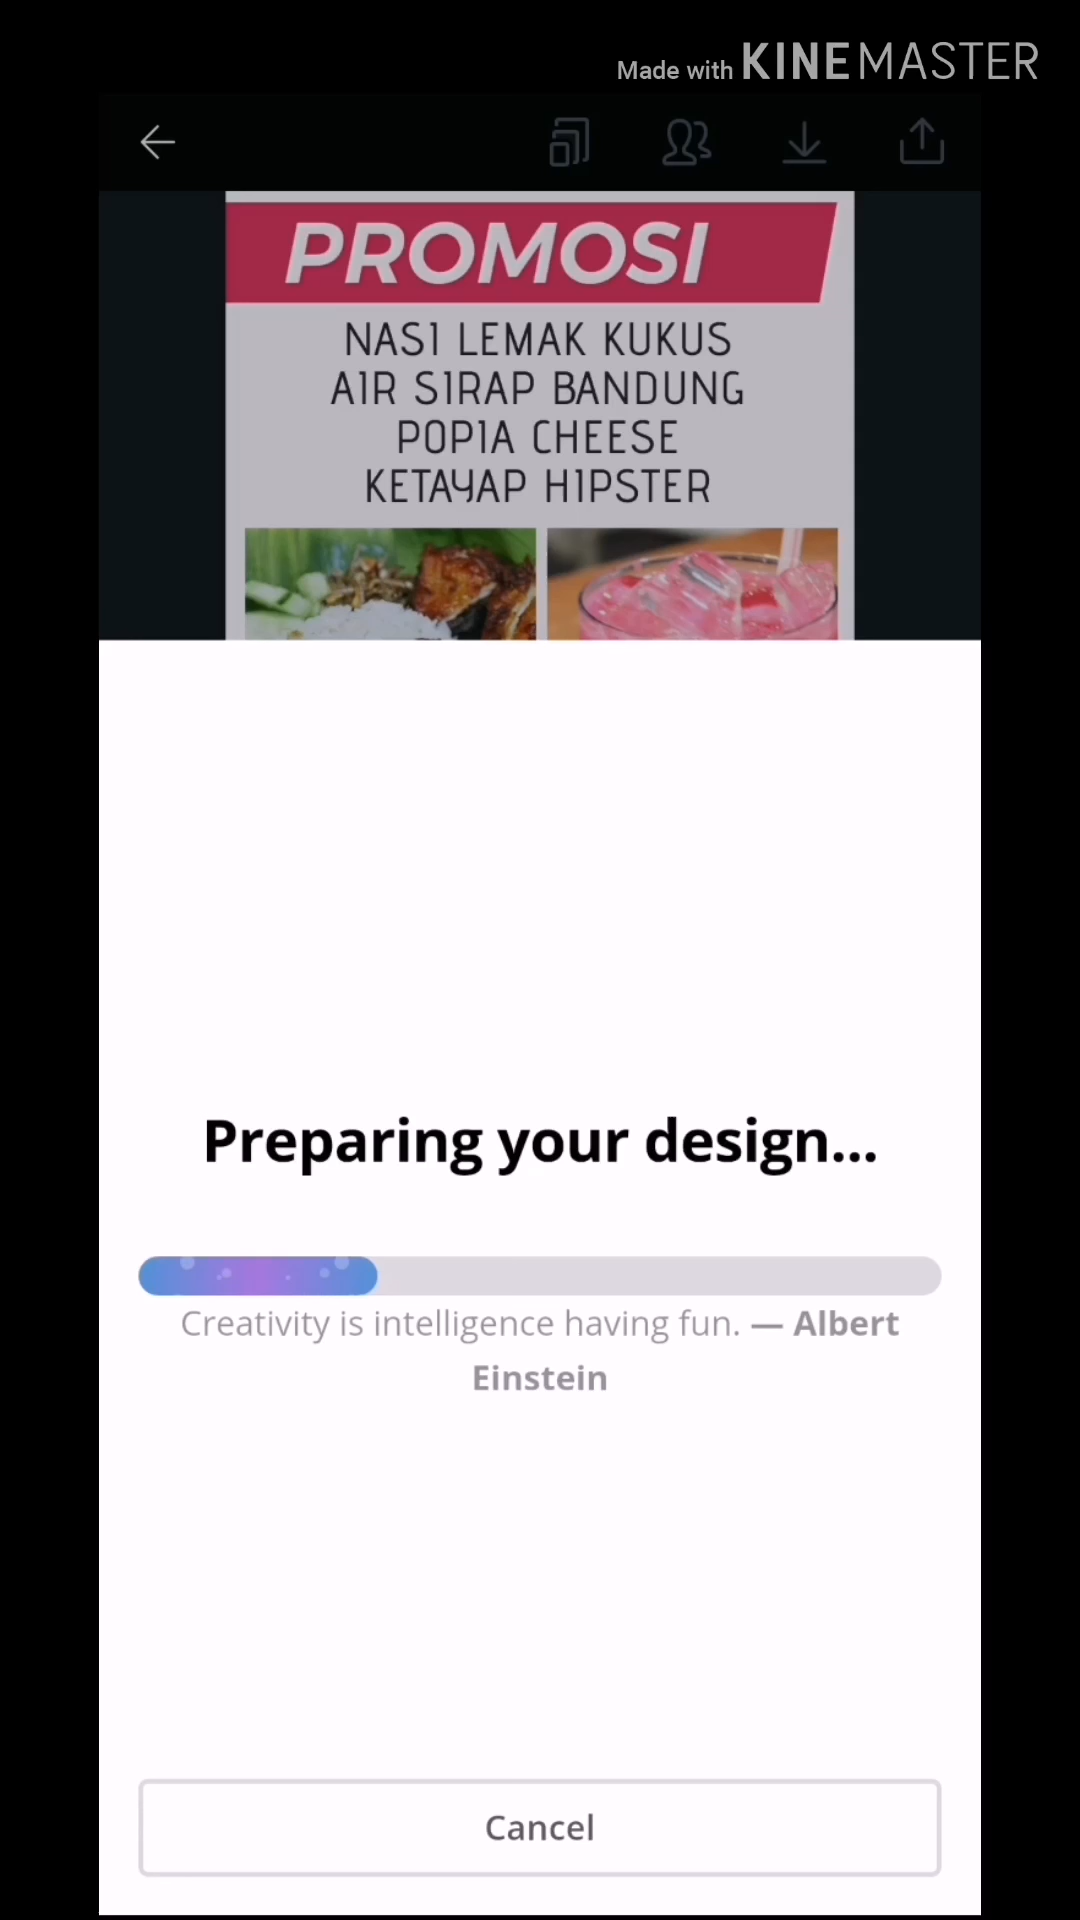 Made with KINEMASTER
PROMOSI
NASI LEMAK KUKUS
AIR SIRAP BANDUNG
POPIA CHEESE
KETAYAP HIPSTER
Preparing your design...
Creativity is intelligence having fun. — Albert
Einstein
Cancel